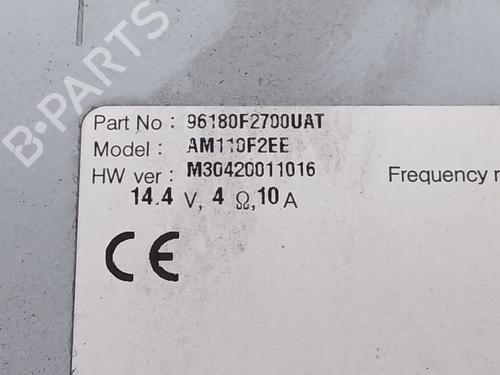 B-PARTS
Part No : 96180F2700UAT
Model : AM110F2EE
HW ver : M30420011016
Frequency
14.4 V, 4 Ω, 10 A
CE